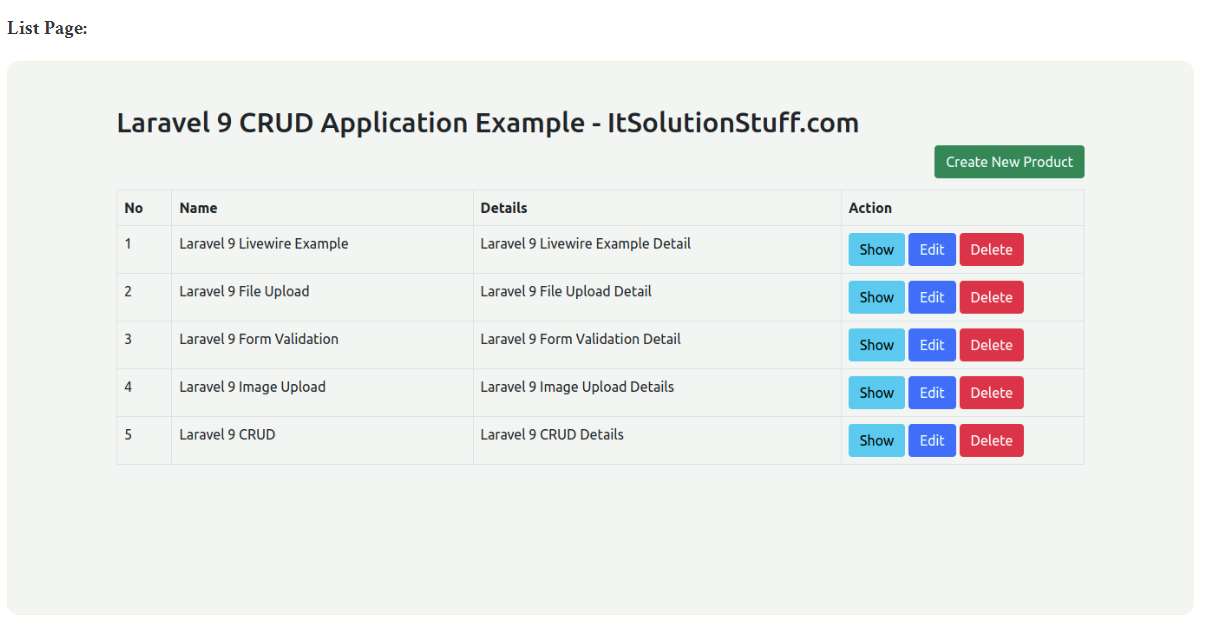 List Page:
Laravel 9 CRUD Application Example - ItSolutionStuff.com
Create New Product
No Name Details Action
1 Laravel 9 Livewire Example Laravel 9 Livewire Example Detail Show Edit Delete
2 Laravel 9 File Upload Laravel 9 File Upload Detail Show Edit Delete
3 Laravel 9 Form Validation Laravel 9 Form Validation Detail Show Edit Delete
4 Laravel 9 Image Upload Laravel 9 Image Upload Details Show Edit Delete
5 Laravel 9 CRUD Laravel 9 CRUD Details Show Edit Delete